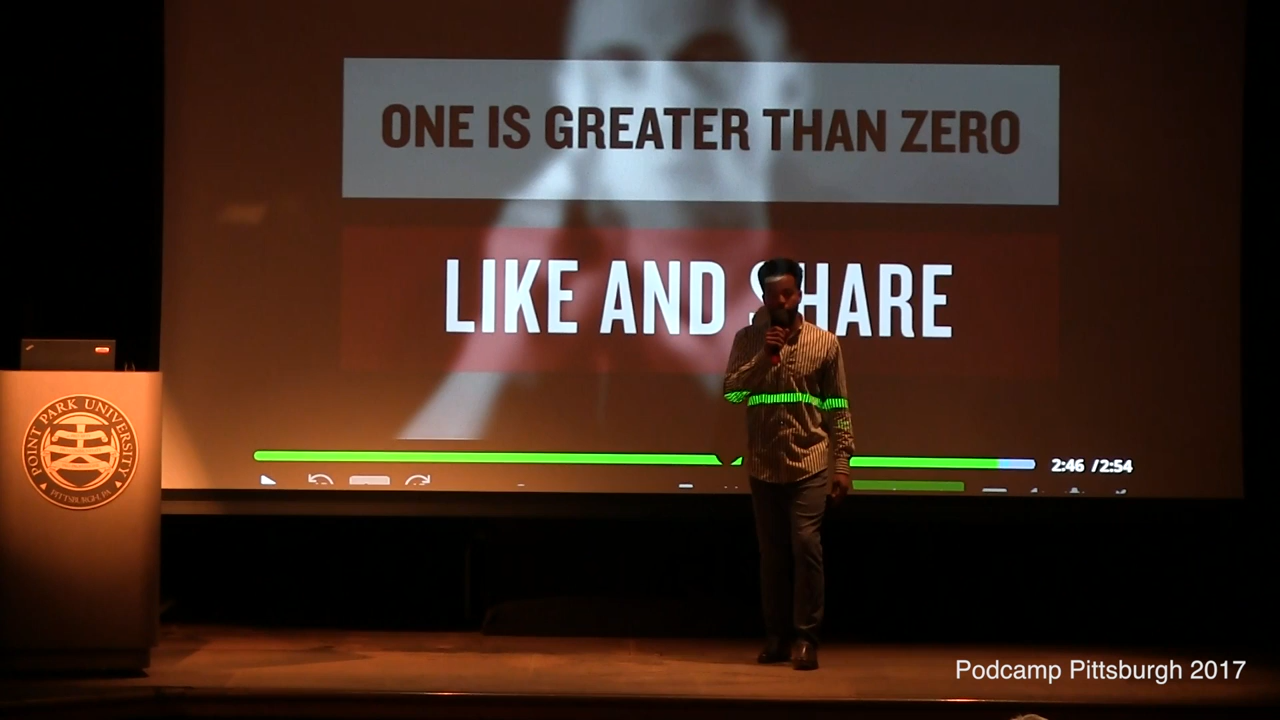 ONE IS GREATER THAN ZERO
LIKE AND SHARE
2:46 /2:54
POINT PARK UNIVERSITY
PITTSBURGH, PA
Podcamp Pittsburgh 2017